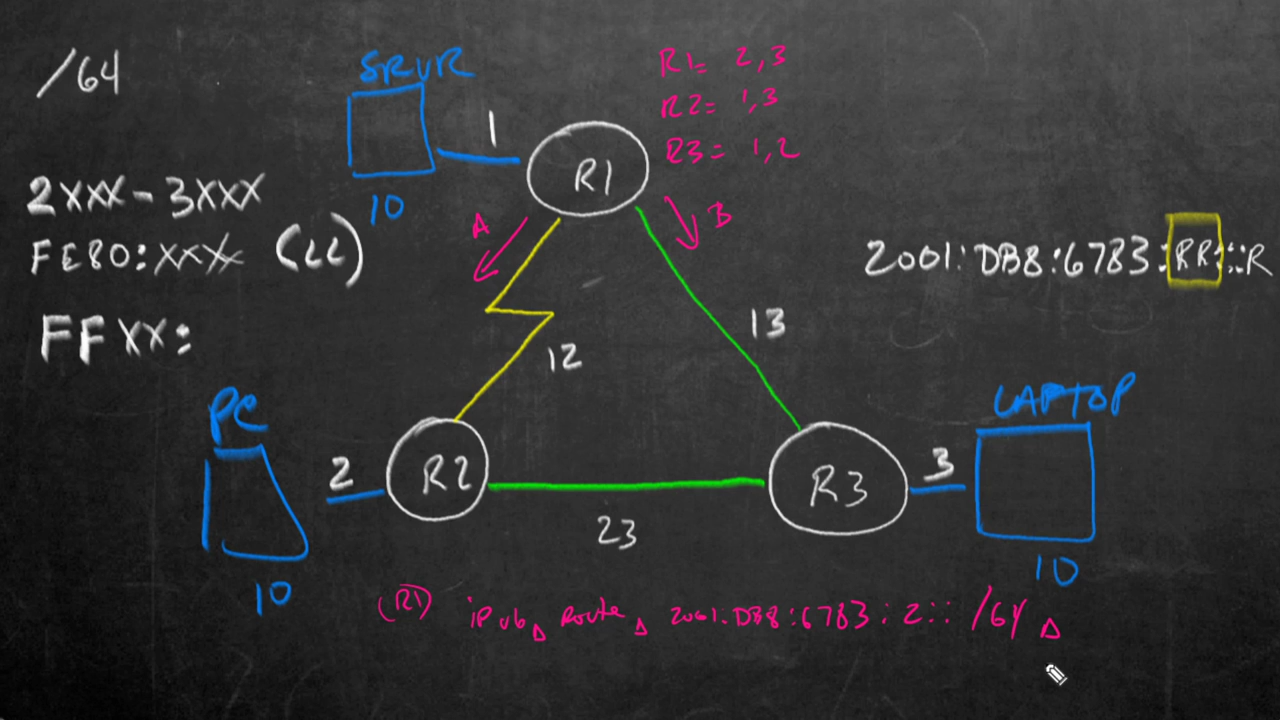 /64
SRVR
1
10
R1= 2,3
R2= 1,3
R3= 1,2
R1
A
B
2XXX - 3XXX
FE80:XXX (LL)
FFXX:
2001:DB8:6783:RR:::R
12
13
PC
2
R2
10
23
R3
3
LAPTOP
10
(R1) iPv6 Route 2001:DB8:6783:2::/64